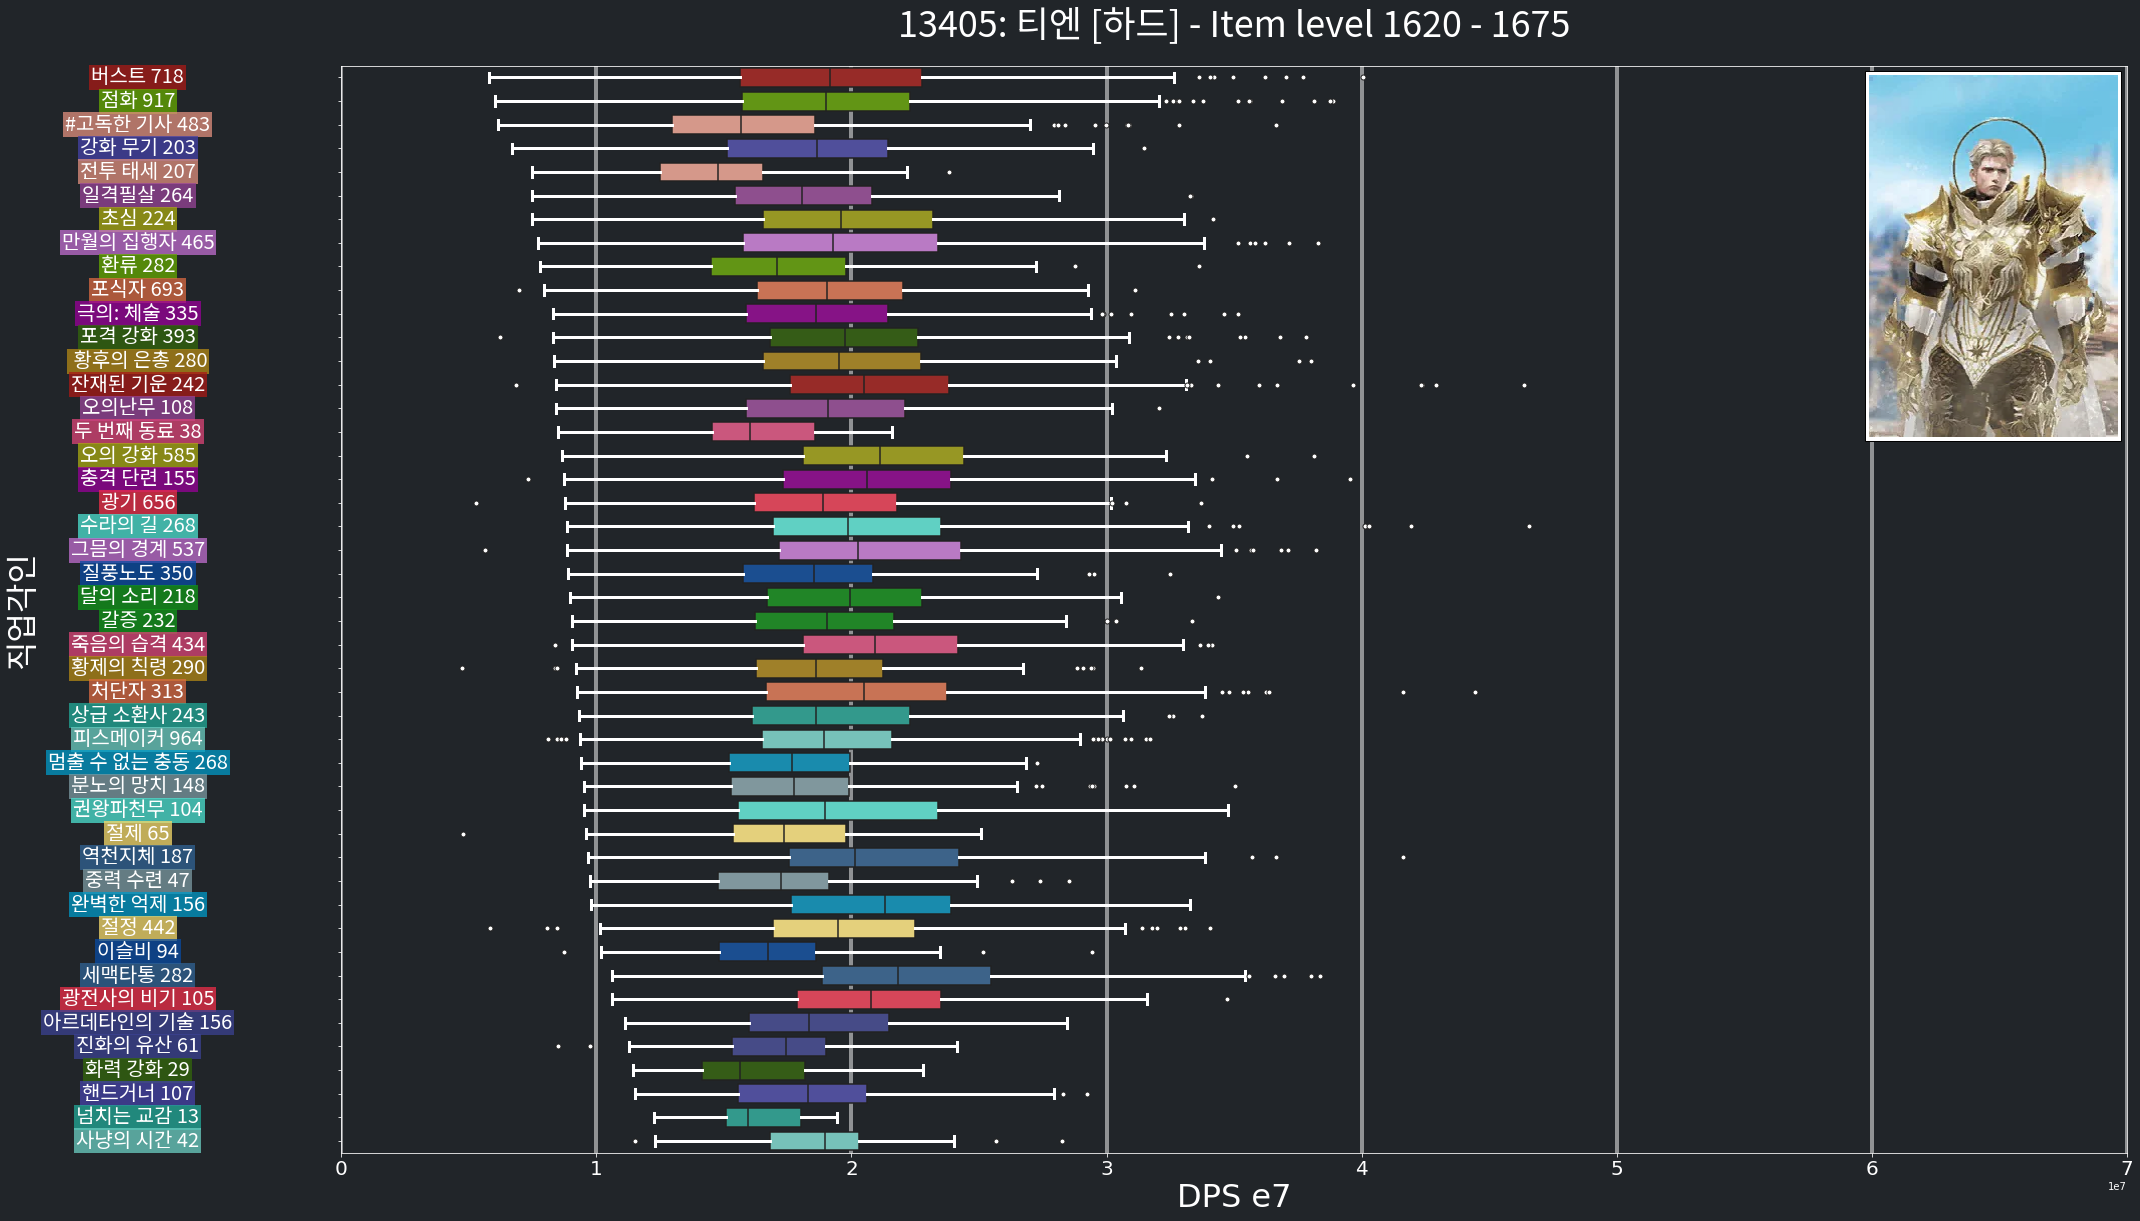 13405: 티엔 [하드] - Item level 1620 - 1675
버스트 718
점화 917
#고독한 기사 483
강화 무기 203
전투 태세 207
일격필살 264
초심 224
만월의 집행자 465
환류 282
포식자 693
극의: 체술 335
포격 강화 393
황후의 은총 280
잔재된 기운 242
오의난무 108
두 번째 동료 38
오의 강화 585
충격 단련 155
광기 656
수라의 길 268
그믐의 경계 537
질풍노도 350
달의 소리 218
갈증 232
죽음의 습격 434
황제의 칙령 290
처단자 313
상급 소환사 243
피스메이커 964
멈출 수 없는 충동 268
분노의 망치 148
권왕파천무 104
절제 65
역천지체 187
중력 수련 47
완벽한 억제 156
절정 442
이슬비 94
세맥타통 282
광전사의 비기 105
아르데타인의 기술 156
진화의 유산 61
화력 강화 29
핸드거너 107
넘치는 교감 13
사냥의 시간 42
직업각인
0 1 2 3 4 5 6 7
DPS e7
1e7